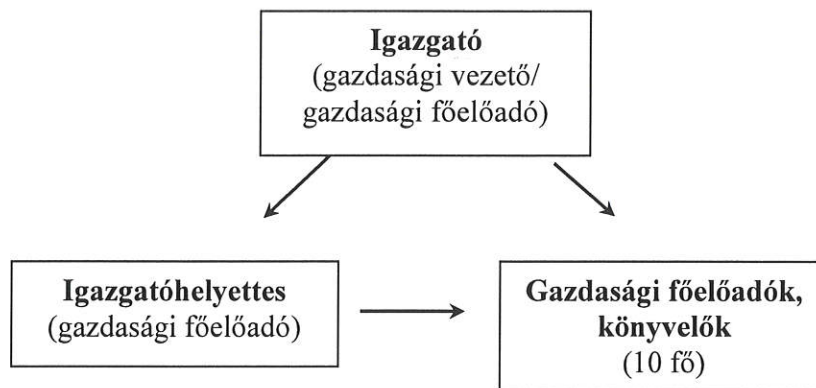 Igazgató
(gazdasági vezető/
gazdasági főelőadó)
Igazgatóhelyettes
(gazdasági főelőadó)
Gazdasági főelőadók,
könyvelők
(10 fő)